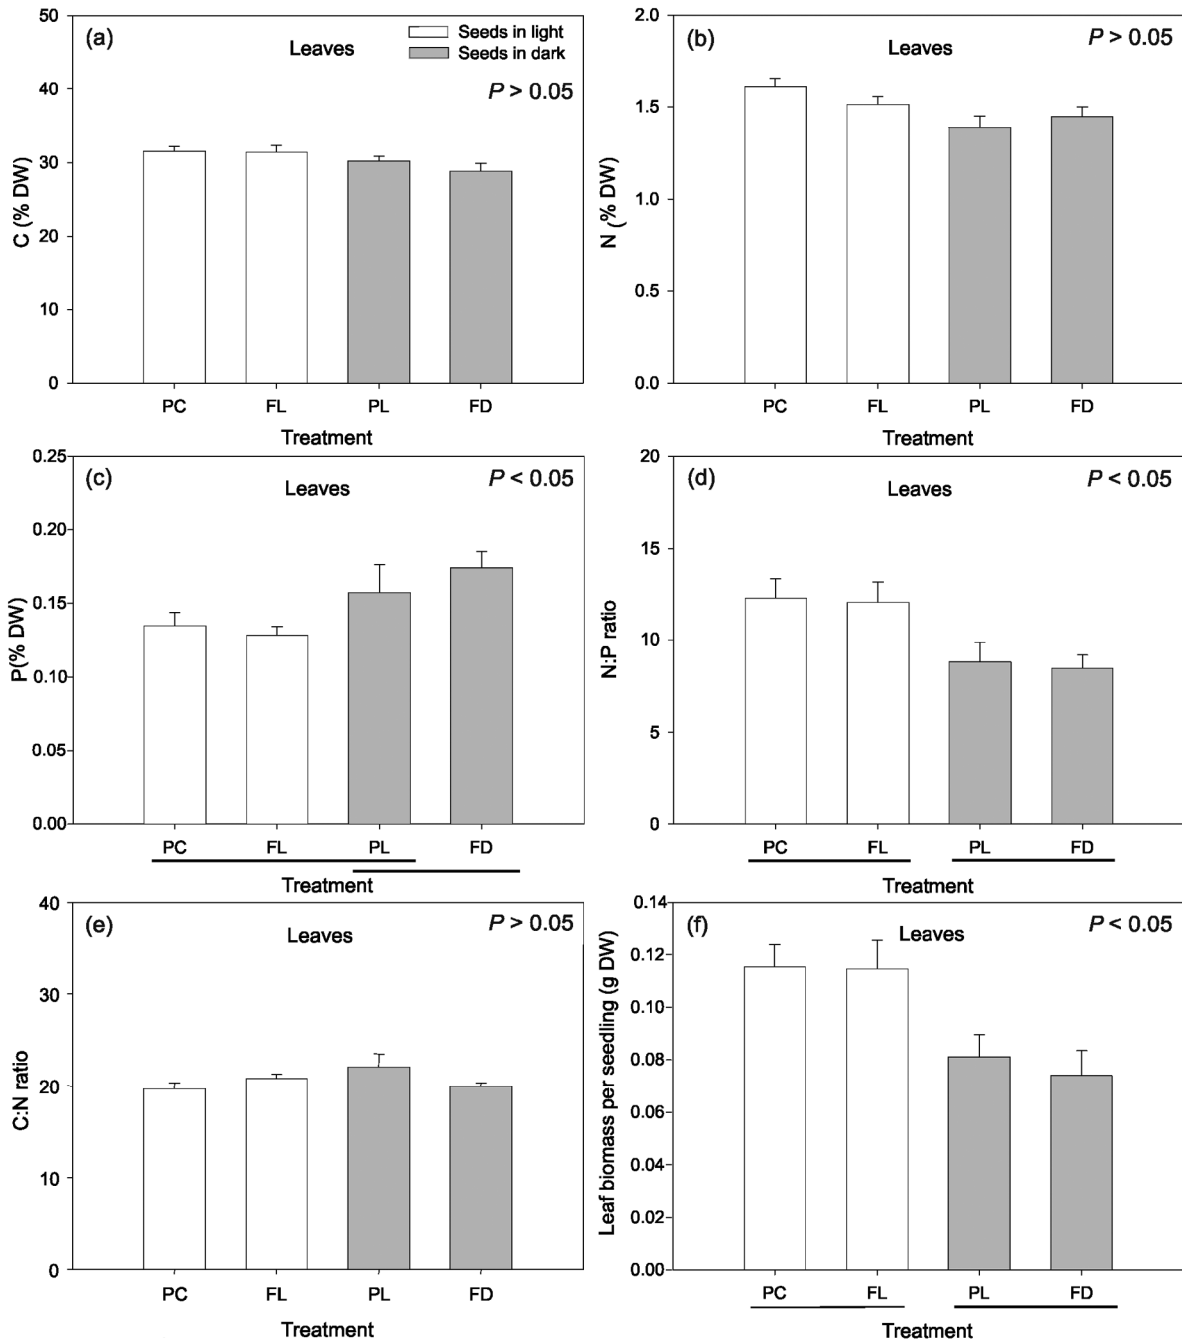 (a)
Leaves
Seeds in light
Seeds in dark
P > 0.05
C (% DW)
50
40
30
20
10
0
PC FL PL FD
Treatment
(b)
Leaves
P > 0.05
N (% DW)
2.0
1.5
1.0
0.5
0.0
PC FL PL FD
Treatment
(c)
Leaves
P < 0.05
P(% DW)
0.25
0.20
0.15
0.10
0.05
0.00
PC FL PL FD
Treatment
(d)
Leaves
P < 0.05
N:P ratio
20
15
10
5
0
PC FL PL FD
Treatment
(e)
Leaves
P > 0.05
C:N ratio
40
30
20
10
0
PC FL PL FD
Treatment
(f)
Leaves
P < 0.05
Leaf biomass per seedling (g DW)
0.14
0.12
0.10
0.08
0.06
0.04
0.02
0.00
PC FL PL FD
Treatment